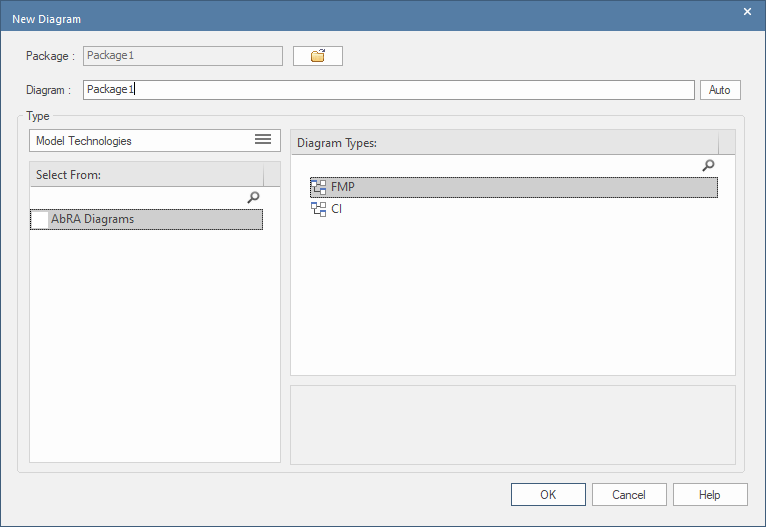 New Diagram
Package :
Package1
Diagram :
Package1
Auto
Type
Model Technologies
Diagram Types:
Select From:
FMP
AbRA Diagrams
CI
OK
Cancel
Help